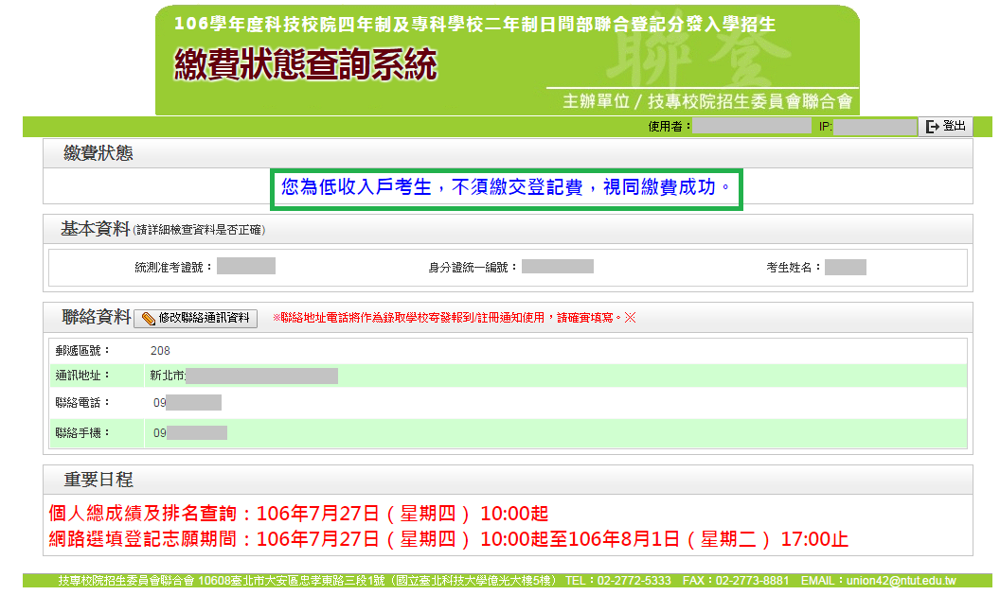 106學年度科技校院四年制及專科學校二年制日間部聯合登記分發入學招生
聯登
繳費狀態查詢系統
主辦單位 / 技專校院招生委員會聯合會
使用者： IP: 登出
繳費狀態
您為低收入戶考生，不須繳交登記費，視同繳費成功。
基本資料(請詳細檢查資料是否正確)
統測准考證號： 身分證統一編號： 考生姓名：
聯絡資料 修改聯絡通訊資料 ※聯絡地址電話將作為錄取學校寄發報到/註冊通知使用，請確實填寫。※
郵遞區號： 208
通訊地址： 新北市
聯絡電話： 09
聯絡手機： 09
重要日程
個人總成績及排名查詢：106年7月27日（星期四） 10:00起
網路選填登記志願期間：106年7月27日（星期四） 10:00起至106年8月1日（星期二） 17:00止
技專校院招生委員會聯合會 10608臺北市大安區忠孝東路三段1號（國立臺北科技大學億光大樓5樓） TEL：02-2772-5333 FAX：02-2773-8881 EMAIL：union42@ntut.edu.tw